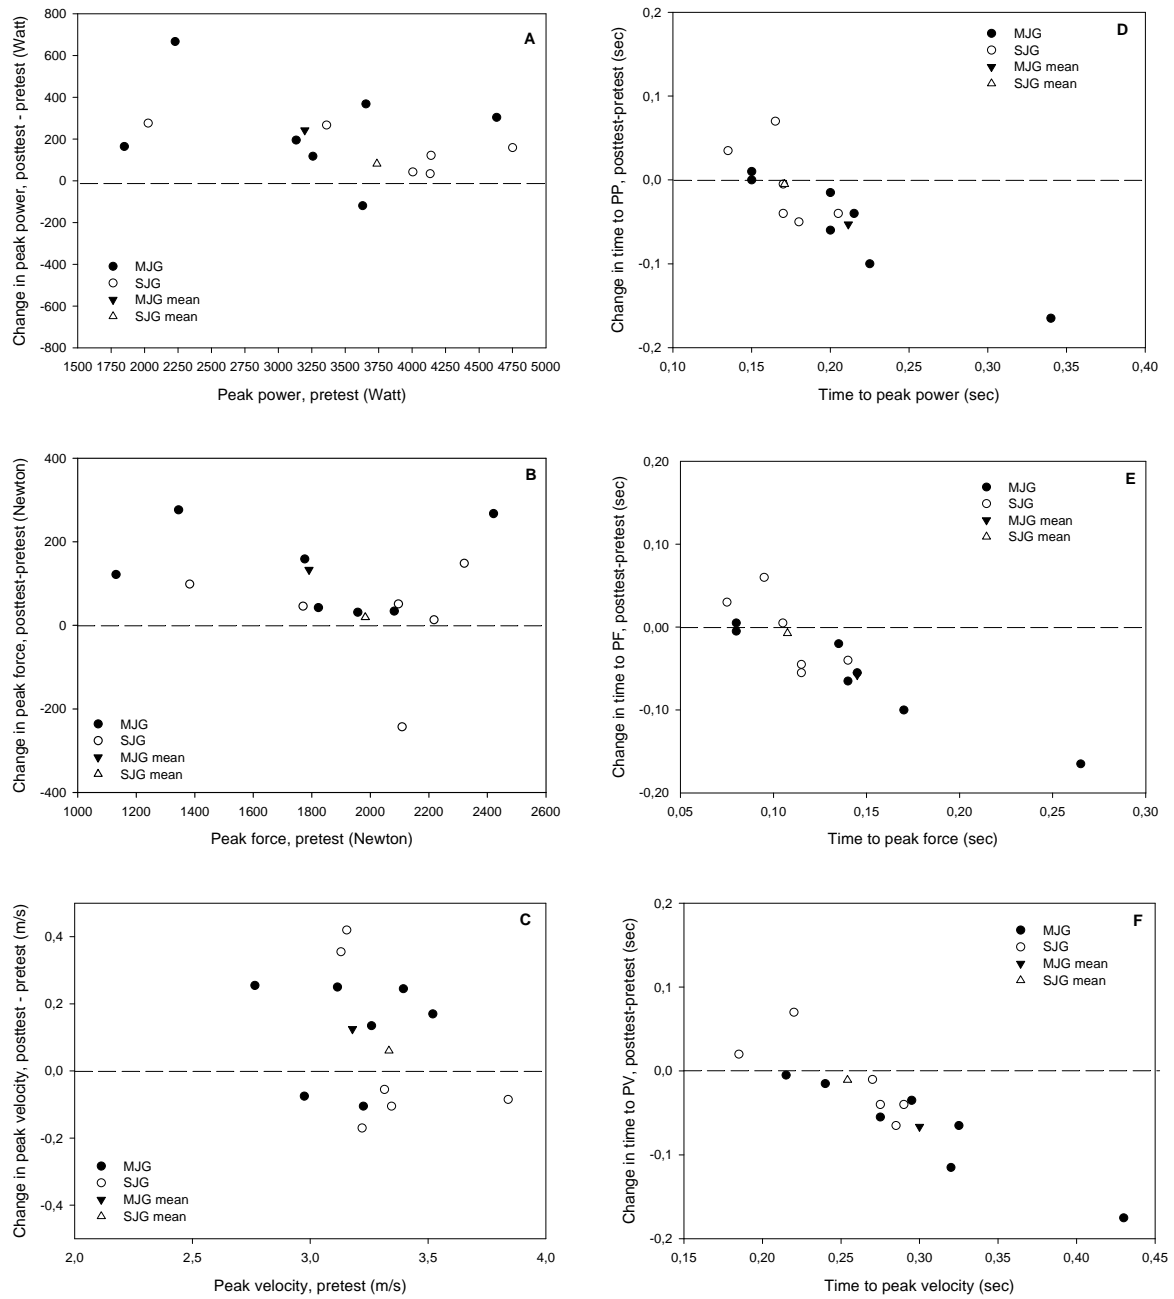 A
Change in peak power, posttest - pretest (Watt)
800
600
400
200
0
-200
-400
-600
-800
MJG
SJG
MJG mean
SJG mean
1500 1750 2000 2250 2500 2750 3000 3250 3500 3750 4000 4250 4500 4750 5000
Peak power, pretest (Watt)
D
Change in time to PP, posttest-pretest (sec)
0,2
0,1
0,0
-0,1
-0,2
MJG
SJG
MJG mean
SJG mean
0,10 0,15 0,20 0,25 0,30 0,35 0,40
Time to peak power (sec)
B
Change in peak force, posttest-pretest (Newton)
400
200
0
-200
-400
MJG
SJG
MJG mean
SJG mean
1000 1200 1400 1600 1800 2000 2200 2400 2600
Peak force, pretest (Newton)
E
Change in time to PF, posttest-pretest (sec)
0,20
0,10
0,00
-0,10
-0,20
MJG
SJG
MJG mean
SJG mean
0,05 0,10 0,15 0,20 0,25 0,30
Time to peak force (sec)
C
Change in peak velocity, posttest - pretest (m/s)
0,4
0,2
0,0
-0,2
-0,4
MJG
SJG
MJG mean
SJG mean
2,0 2,5 3,0 3,5 4,0
Peak velocity, pretest (m/s)
F
Change in time to PV, posttest-pretest (sec)
0,2
0,1
0,0
-0,1
-0,2
MJG
SJG
MJG mean
SJG mean
0,15 0,20 0,25 0,30 0,35 0,40 0,45
Time to peak velocity (sec)